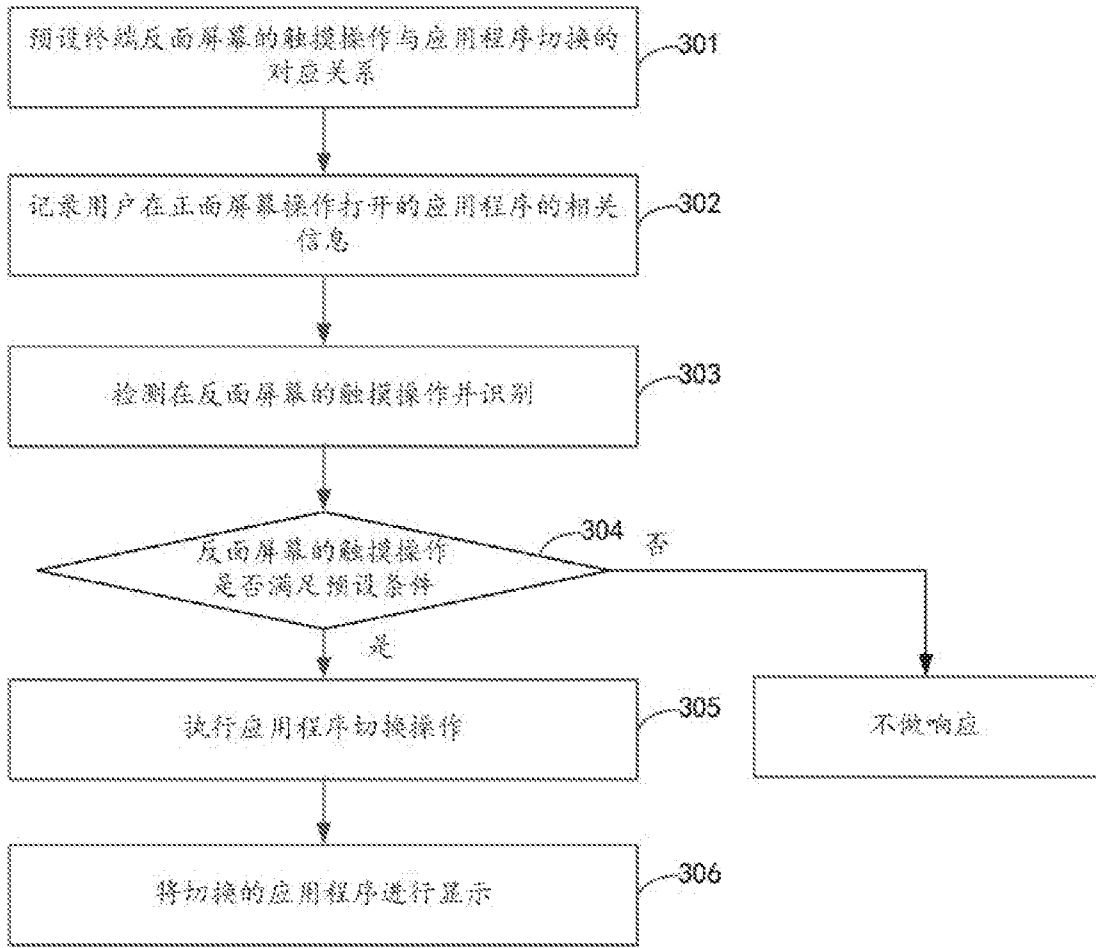 预设终端反面屏幕的触摸操作与应用程序切换的
对应关系
301
记录用户在正面屏幕操作打开的应用程序的相关
信息
302
检测在反面屏幕的触摸操作并识别
303
反面屏幕的触摸操作
是否满足预设条件
304
否
是
执行应用程序切换操作
305
不做响应
将切换的应用程序进行显示
306